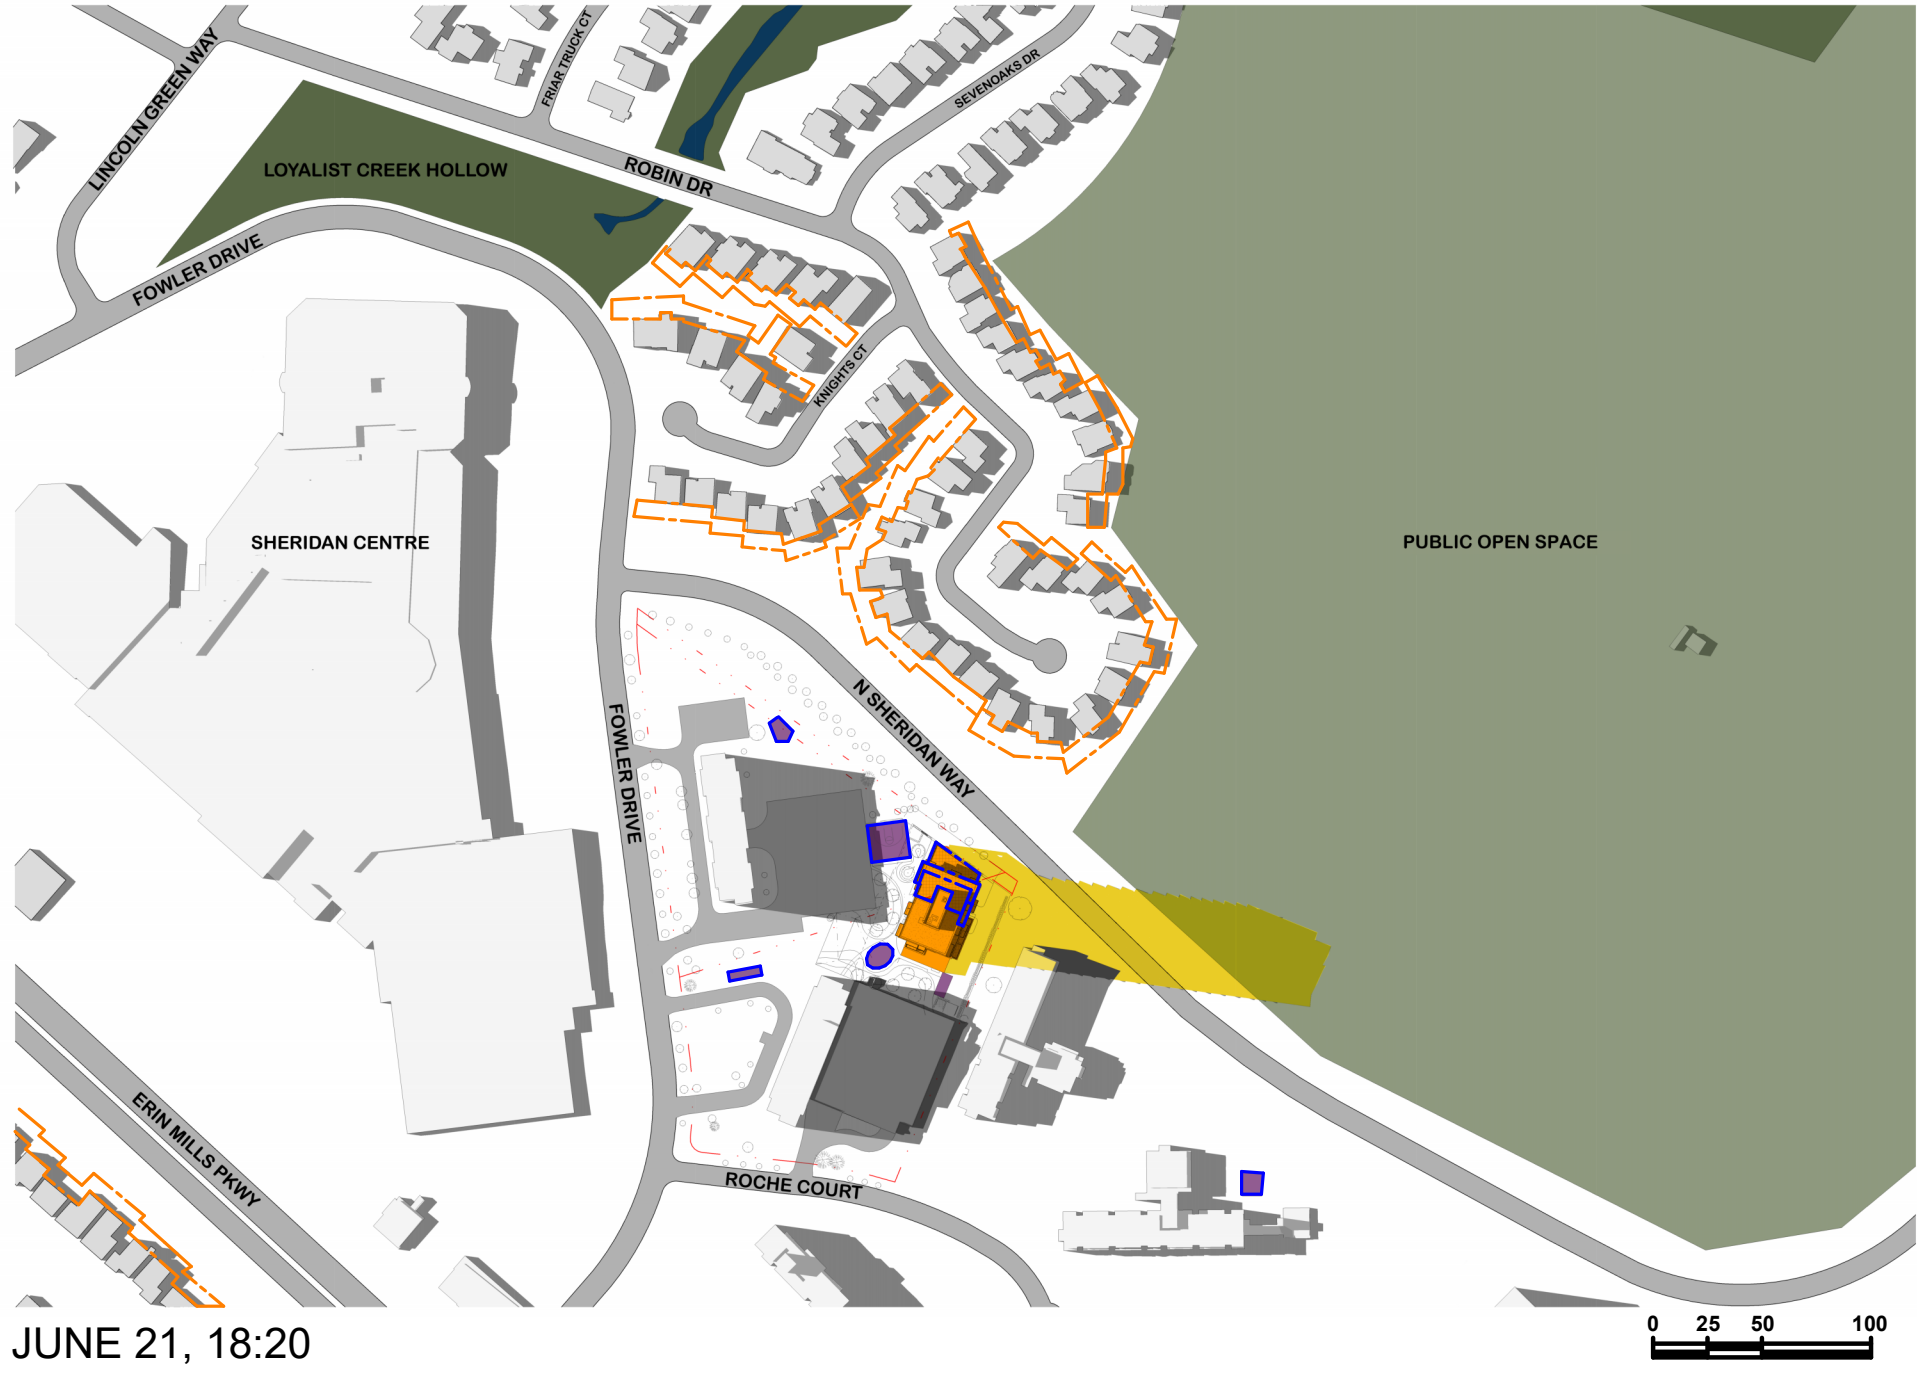 FRIAR TRUCK CT
LINCOLN GREEN WAY
SEVENOAKS DR
LOYALIST CREEK HOLLOW
ROBIN DR
FOWLER DRIVE
KNIGHTS CT
SHERIDAN CENTRE
PUBLIC OPEN SPACE
N SHERIDAN WAY
FOWLER DRIVE
ERIN MILLS PKWY
ROCHE COURT
JUNE 21, 18:20
0 25 50 100